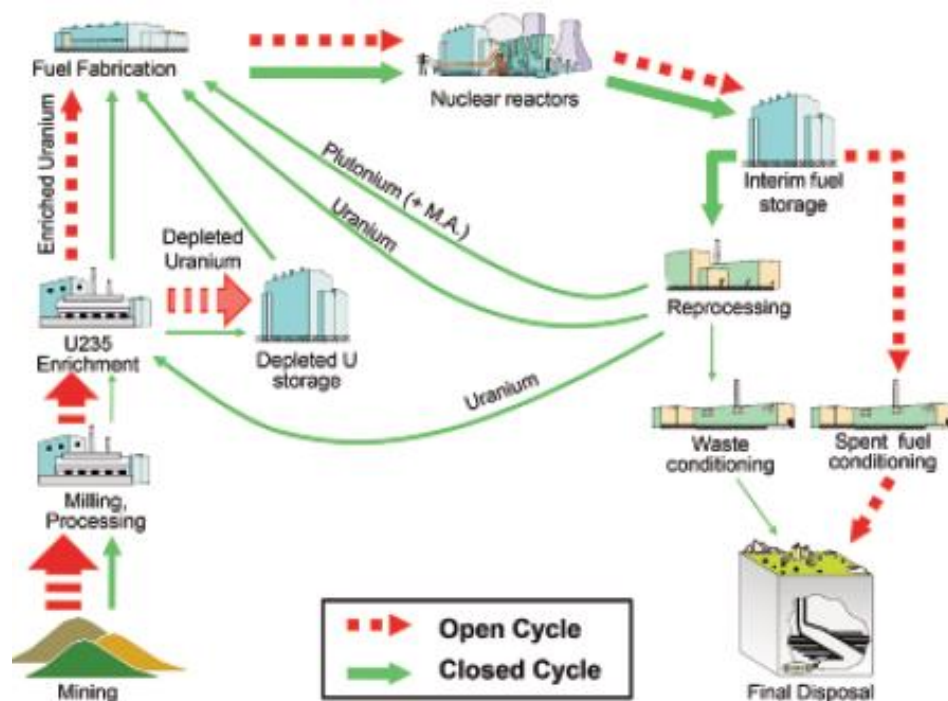 Fuel Fabrication
Nuclear reactors
Interim fuel
storage
Enriched Uranium
Depleted
Uranium
Plutonium (+ M.A.)
Uranium
U235
Enrichment
Depleted U
storage
Reprocessing
Uranium
Waste
conditioning
Spent fuel
conditioning
Milling,
Processing
Open Cycle
Closed Cycle
Mining
Final Disposal